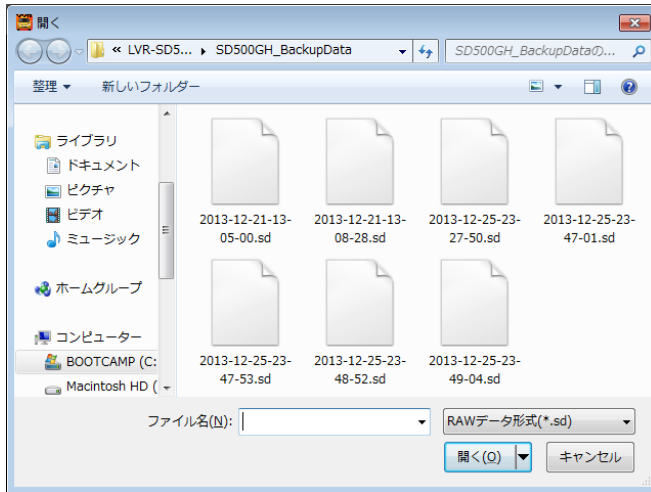 開く
« LVR-SD5... ▸ SD500GH_BackupData
SD500GH_BackupDataの...
整理 ▼ 新しいフォルダー
ライブラリ
ドキュメント
ピクチャ
ビデオ
ミュージック
ホームグループ
コンピューター
BOOTCAMP (C:
Macintosh HD (
2013-12-21-13-
05-00.sd
2013-12-21-13-
08-28.sd
2013-12-25-23-
27-50.sd
2013-12-25-23-
47-01.sd
2013-12-25-23-
47-53.sd
2013-12-25-23-
48-52.sd
2013-12-25-23-
49-04.sd
ファイル名(N):
RAWデータ形式(*.sd)
開く(O)
キャンセル